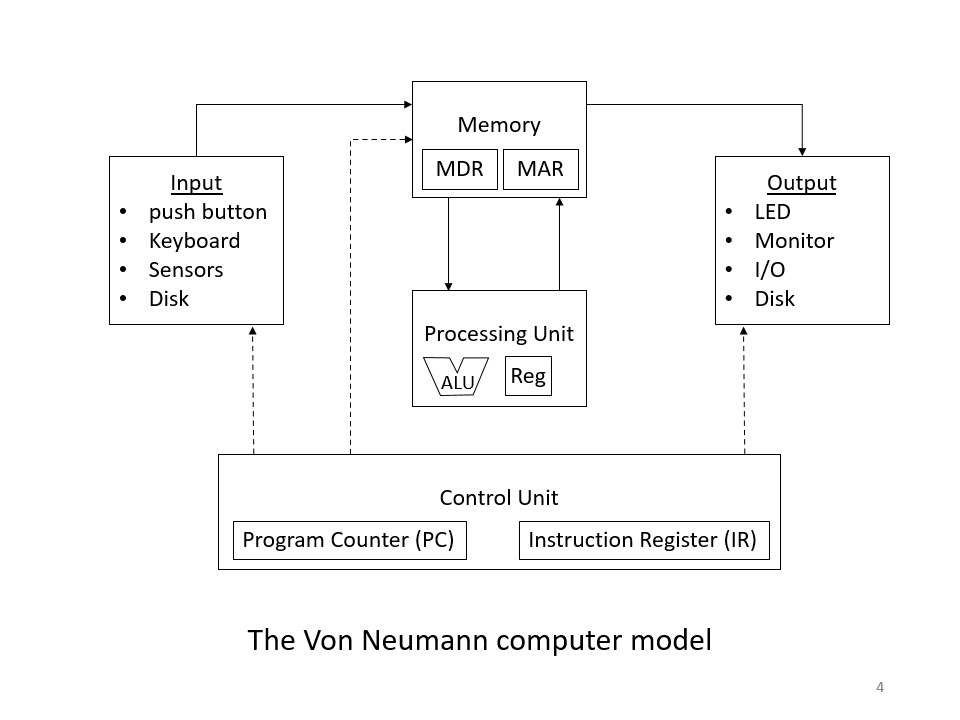 Memory
MDR
MAR
Input
• push button
• Keyboard
• Sensors
• Disk
Output
• LED
• Monitor
• I/O
• Disk
Processing Unit
ALU
Reg
Control Unit
Program Counter (PC)
Instruction Register (IR)
The Von Neumann computer model
4